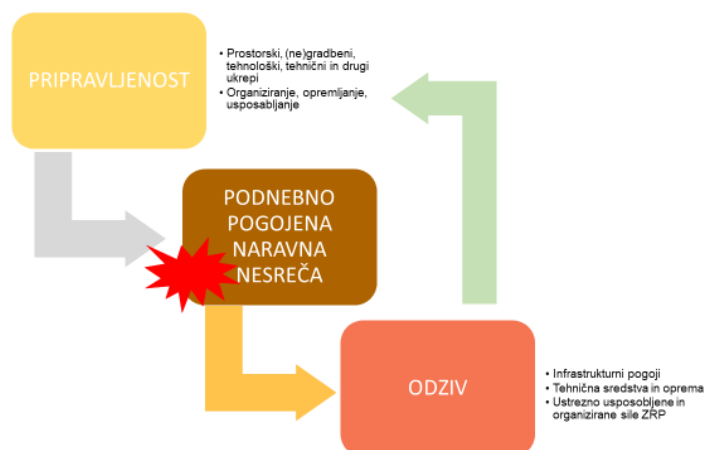 PRIPRAVLJENOST
• Prostorski, (ne)gradbeni,
tehnološki, tehnični in drugi
ukrepi
• Organiziranje, opremljanje,
usposabljanje
PODNEBNO
POGOJENA
NARAVNA
NESREČA
ODZIV
• Infrastrukturni pogoji
• Tehnična sredstva in oprema
• Ustrezno usposobljene in
organizirane sile ZRP